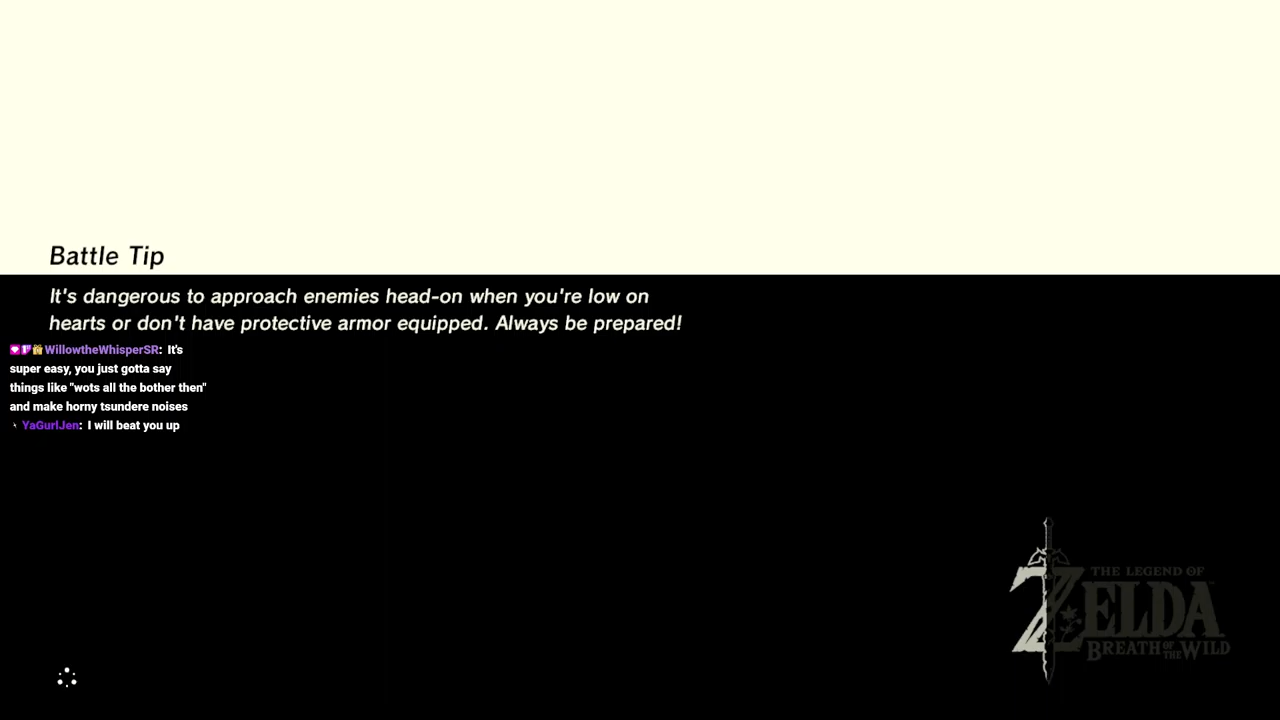 Battle Tip
It's dangerous to approach enemies head-on when you're low on
hearts or don't have protective armor equipped. Always be prepared!
WillowtheWhisperSR: It's
super easy, you just gotta say
things like "wots all the bother then"
and make horny tsundere noises
YaGurlJen: I will beat you up
THE LEGEND OF
ZELDA
BREATH OF THE WILD